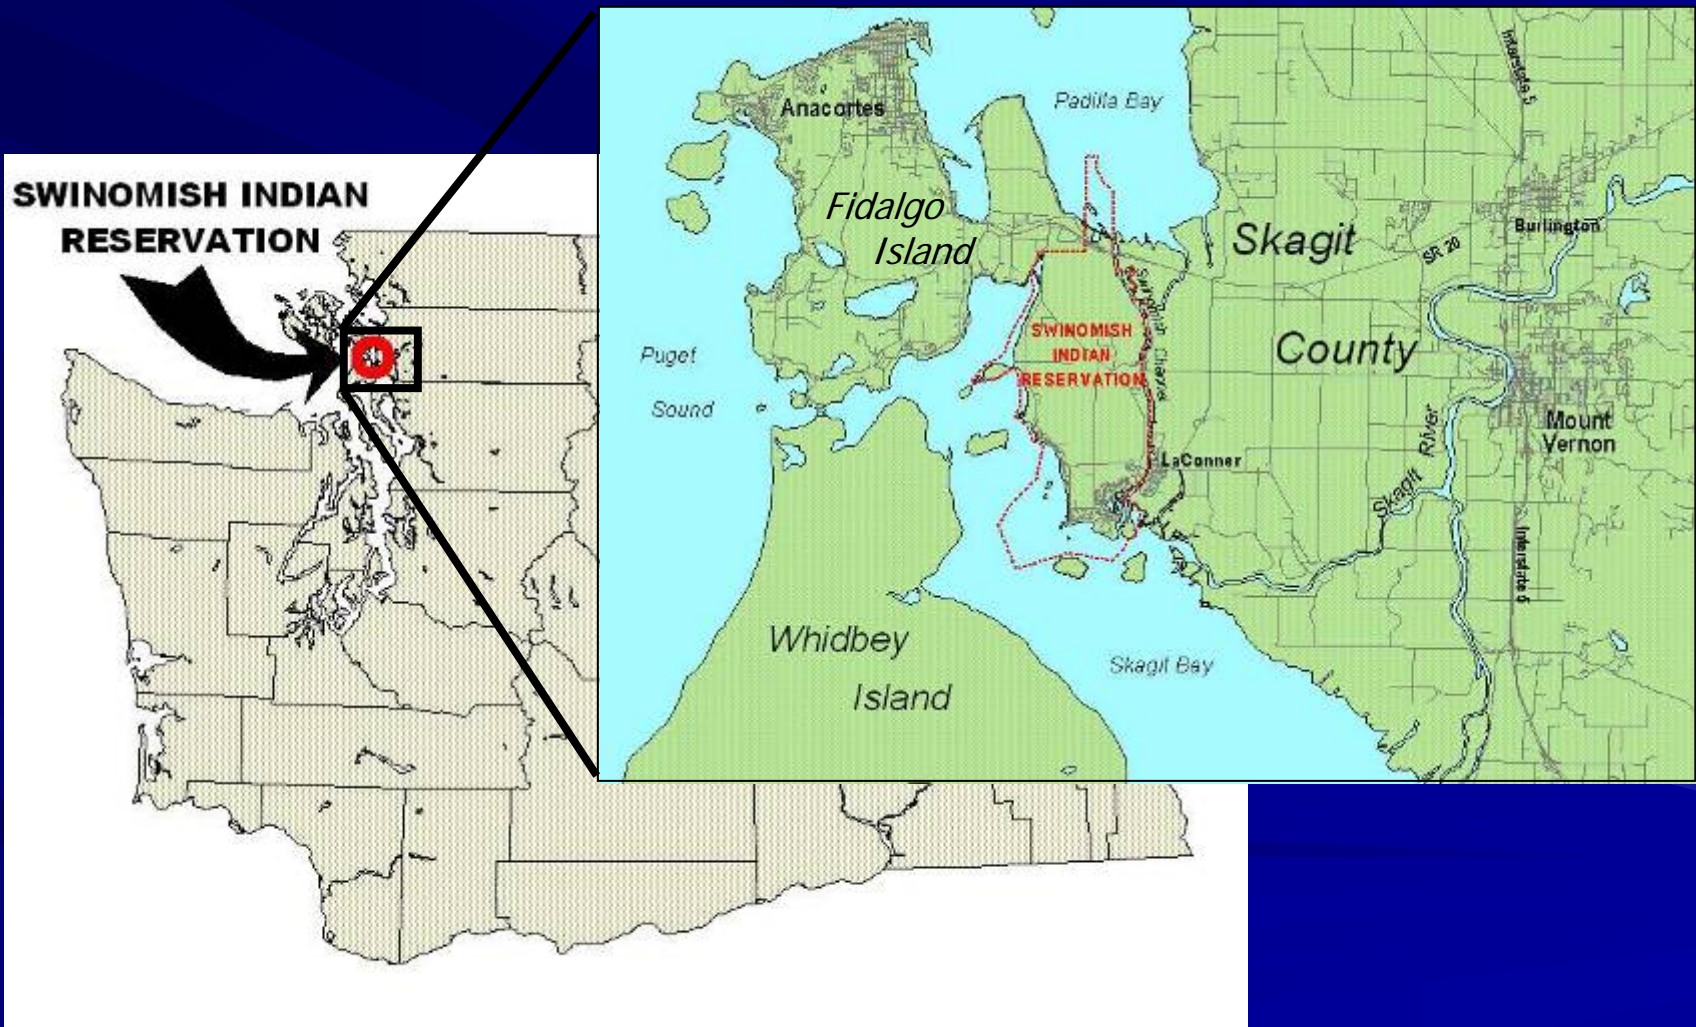 SWINOMISH INDIAN
RESERVATION
Anacortes
Padilla Bay
Interstate 5
Fidalgo
Island
Skagit
SR 20
Burlington
Swinomish Channel
SWINOMISH
INDIAN
RESERVATION
County
Puget
Sound
LaConner
Mount
Vernon
Skagit River
Interstate 5
Whidbey
Island
Skagit Bay